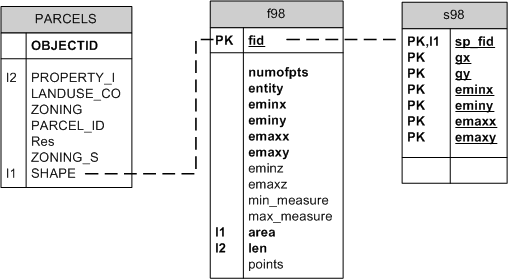 PARCELS
OBJECTID
I2 PROPERTY_I
LANDUSE_CO
ZONING
PARCEL_ID
Res
ZONING_S
I1 SHAPE
f98
PK fid
numofpts
entity
eminx
eminy
emaxx
emaxy
eminz
emaxz
min_measure
max_measure
I1 area
I2 len
points
s98
PK,I1 sp_fid
PK gx
PK gy
PK eminx
PK eminy
PK emaxx
PK emaxy